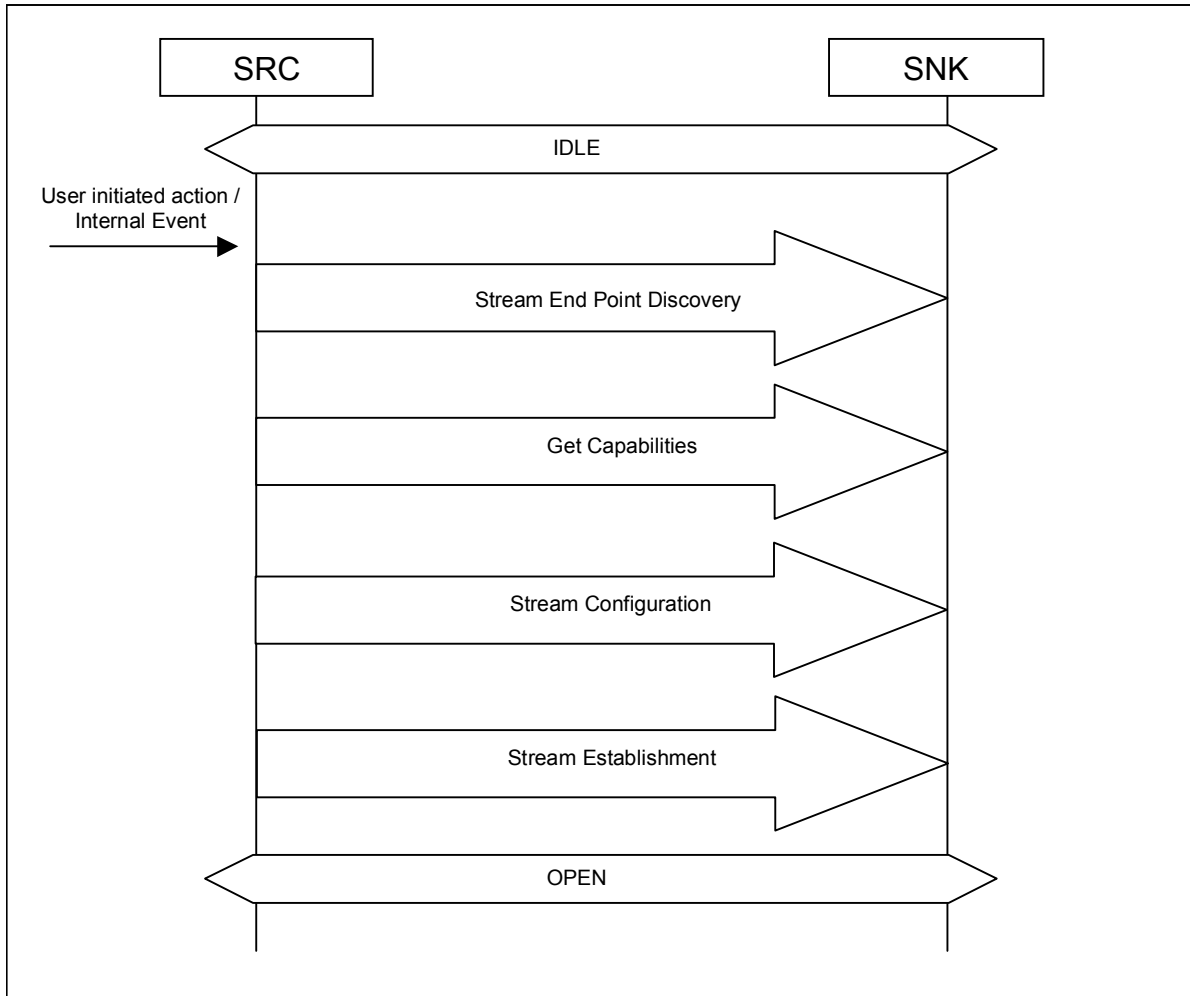 SRC
SNK
IDLE
User initiated action /
Internal Event
Stream End Point Discovery
Get Capabilities
Stream Configuration
Stream Establishment
OPEN